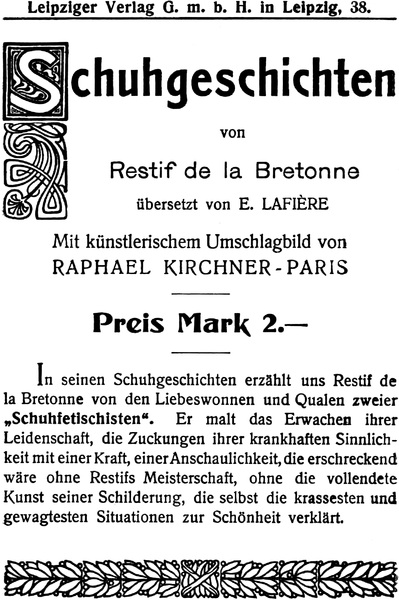 Leipziger Verlag G. m. b. H. in Leipzig, 38.
Schuhgeschichten
von
Restif de la Bretonne
übersetzt von E. LAFIÈRE
Mit künstlerischem Umschlagbild von
RAPHAEL KIRCHNER-PARIS
Preis Mark 2.—
In seinen Schuhgeschichten erzählt uns Restif de
la Bretonne von den Liebeswonnen und Qualen zweier
„Schuhfetischisten“. Er malt das Erwachen ihrer
Leidenschaft, die Zuckungen ihrer krankhaften Sinnlich-
keit mit einer Kraft, einer Anschaulichkeit, die erschreckend
wäre ohne Restifs Meisterschaft, ohne die vollendete
Kunst seiner Schilderung, die selbst die krassesten und
gewagtesten Situationen zur Schönheit verklärt.